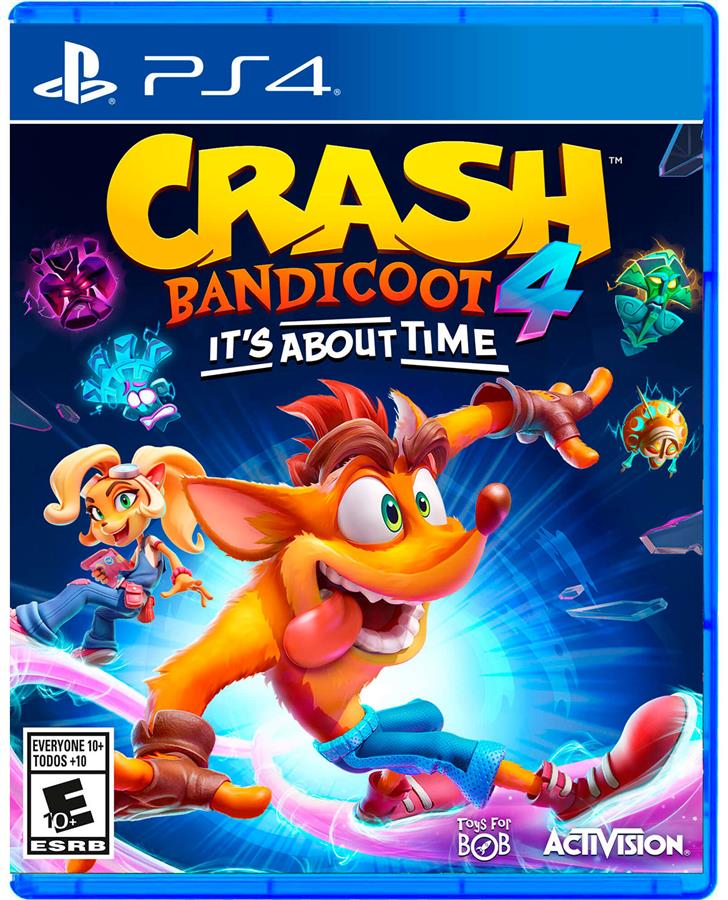 PS4
CRASH™
BANDICOOT 4
IT'S ABOUT TIME
EVERYONE 10+
TODOS +10
E
10+
ESRB
TOYS FOR
BOB
ACTIVISION®